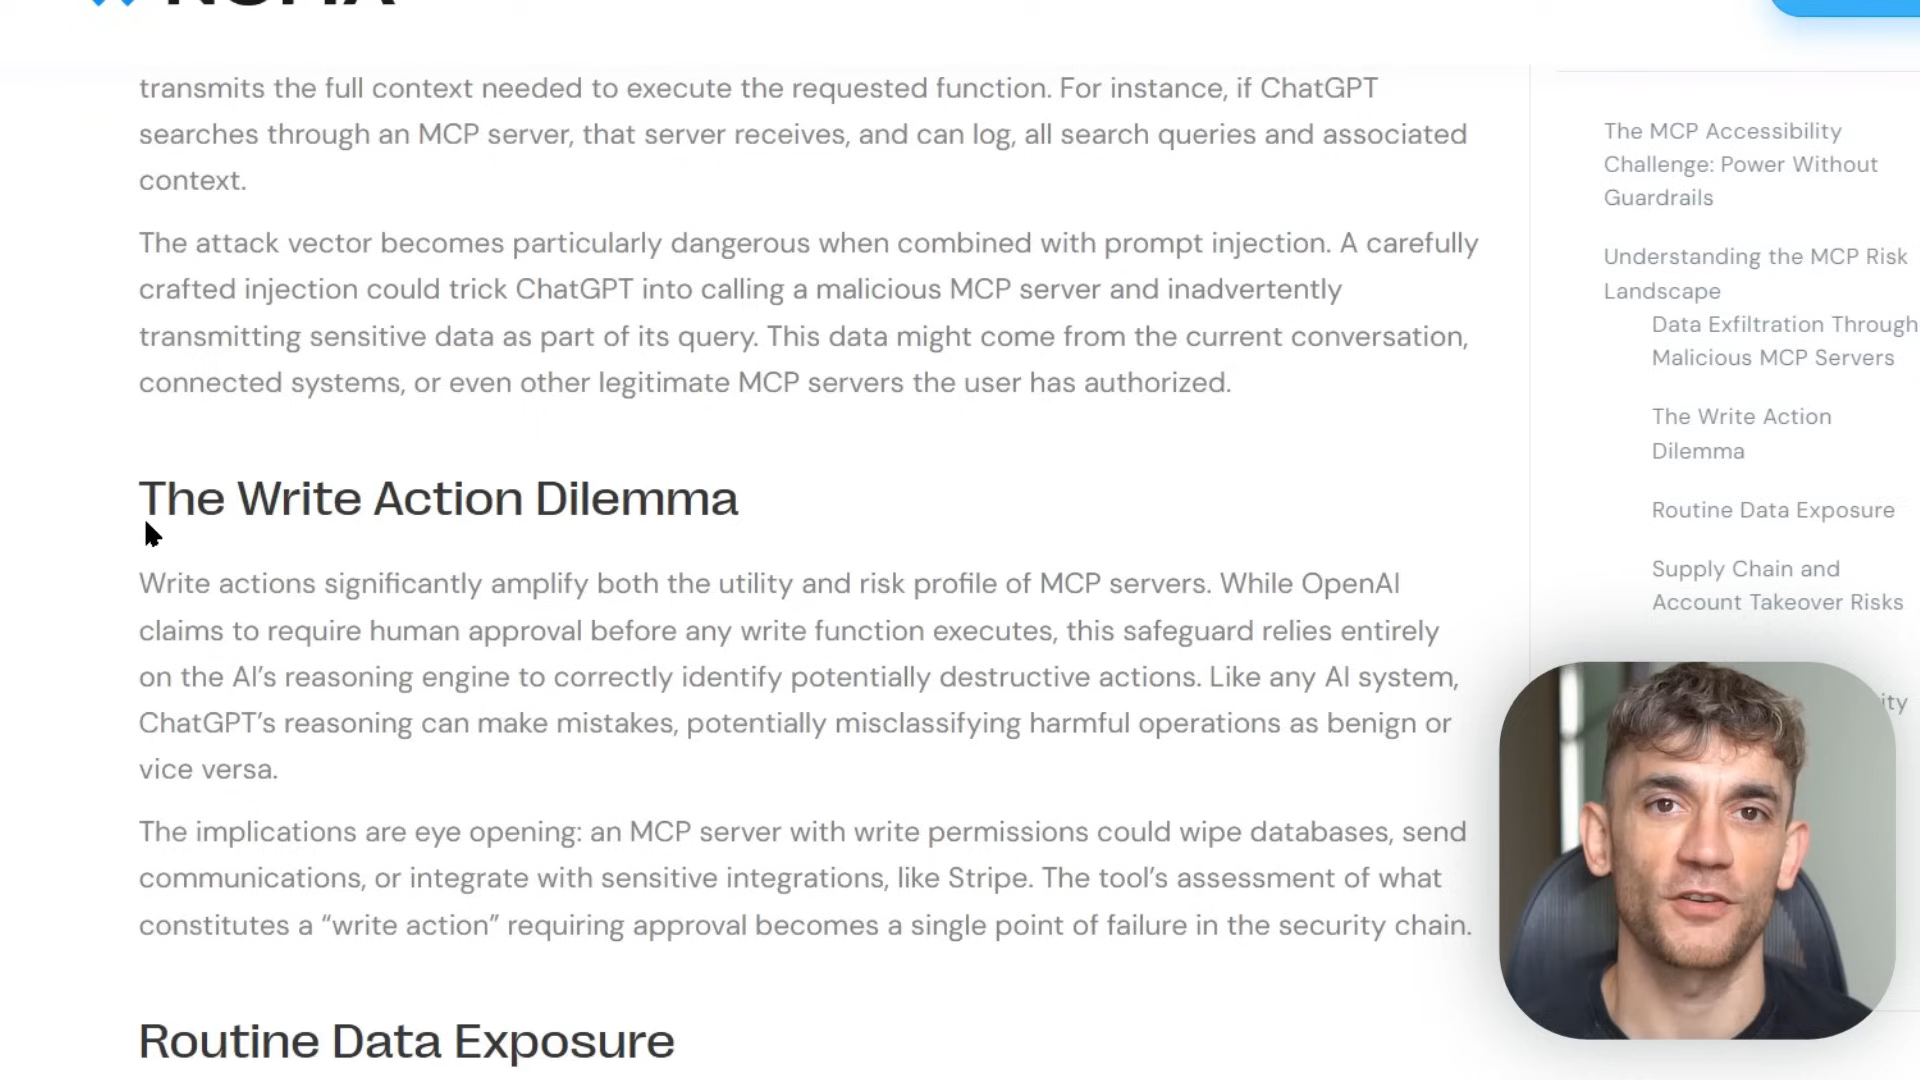 transmits the full context needed to execute the requested function. For instance, if ChatGPT
searches through an MCP server, that server receives, and can log, all search queries and associated
context.
The attack vector becomes particularly dangerous when combined with prompt injection. A carefully
crafted injection could trick ChatGPT into calling a malicious MCP server and inadvertently
transmitting sensitive data as part of its query. This data might come from the current conversation,
connected systems, or even other legitimate MCP servers the user has authorized.
The Write Action Dilemma
Write actions significantly amplify both the utility and risk profile of MCP servers. While OpenAI
claims to require human approval before any write function executes, this safeguard relies entirely
on the AI’s reasoning engine to correctly identify potentially destructive actions. Like any AI system,
ChatGPT’s reasoning can make mistakes, potentially misclassifying harmful operations as benign or
vice versa.
The implications are eye opening: an MCP server with write permissions could wipe databases, send
communications, or integrate with sensitive integrations, like Stripe. The tool’s assessment of what
constitutes a “write action” requiring approval becomes a single point of failure in the security chain.
Routine Data Exposure
The MCP Accessibility
Challenge: Power Without
Guardrails
Understanding the MCP Risk
Landscape
Data Exfiltration Through
Malicious MCP Servers
The Write Action
Dilemma
Routine Data Exposure
Supply Chain and
Account Takeover Risks